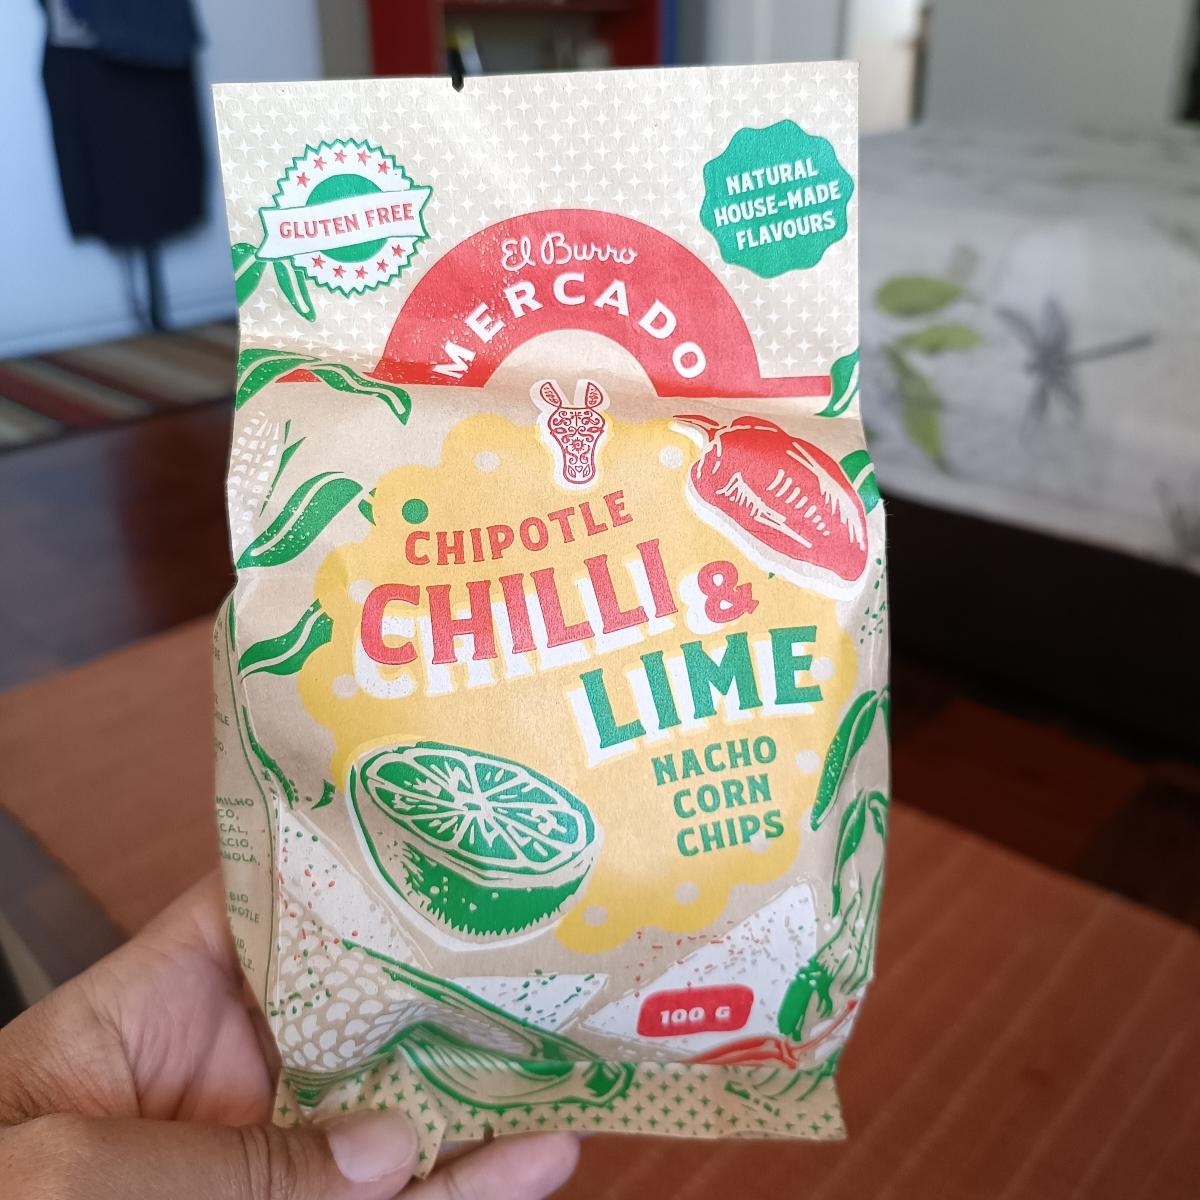 GLUTEN FREE
NATURAL
HOUSE-MADE
FLAVOURS
El Burro
MERCADO
CHIPOTLE
CHILLI &
LIME
NACHO
CORN
CHIPS
100 G